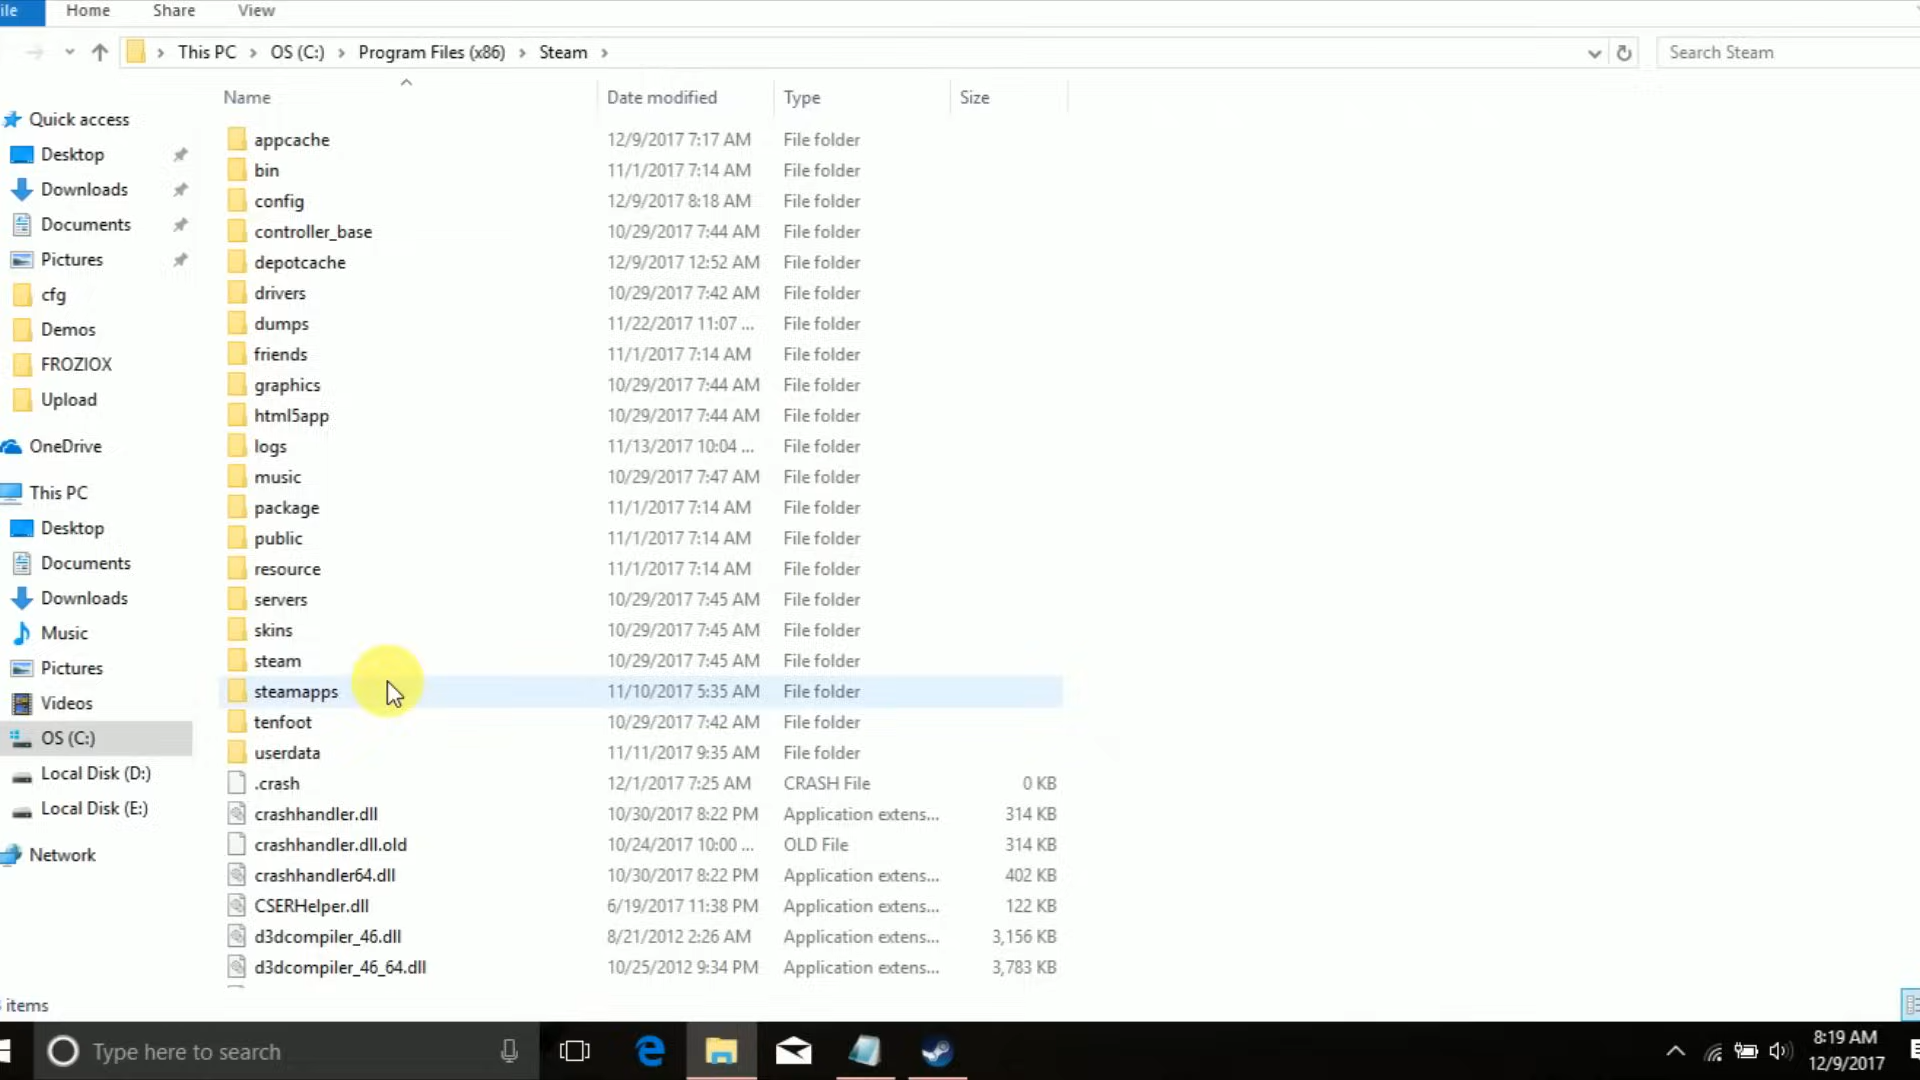 ile Home Share View
This PC > OS (C:) > Program Files (x86) > Steam > Search Steam
Name Date modified Type Size
Quick access
Desktop
Downloads
Documents
Pictures
cfg
Demos
FROZIOX
Upload
OneDrive
This PC
Desktop
Documents
Downloads
Music
Pictures
Videos
OS (C:)
Local Disk (D:)
Local Disk (E:)
Network
appcache 12/9/2017 7:17 AM File folder
bin 11/1/2017 7:14 AM File folder
config 12/9/2017 8:18 AM File folder
controller_base 10/29/2017 7:44 AM File folder
depotcache 12/9/2017 12:52 AM File folder
drivers 10/29/2017 7:42 AM File folder
dumps 11/22/2017 11:07 ... File folder
friends 11/1/2017 7:14 AM File folder
graphics 10/29/2017 7:44 AM File folder
html5app 10/29/2017 7:44 AM File folder
logs 11/13/2017 10:04 ... File folder
music 10/29/2017 7:47 AM File folder
package 11/1/2017 7:14 AM File folder
public 11/1/2017 7:14 AM File folder
resource 11/1/2017 7:14 AM File folder
servers 10/29/2017 7:45 AM File folder
skins 10/29/2017 7:45 AM File folder
steam 10/29/2017 7:45 AM File folder
steamapps 11/10/2017 5:35 AM File folder
tenfoot 10/29/2017 7:42 AM File folder
userdata 11/11/2017 9:35 AM File folder
.crash 12/1/2017 7:25 AM CRASH File 0 KB
crashhandler.dll 10/30/2017 8:22 PM Application extens... 314 KB
crashhandler.dll.old 10/24/2017 10:00 ... OLD File 314 KB
crashhandler64.dll 10/30/2017 8:22 PM Application extens... 402 KB
CSERHelper.dll 6/19/2017 11:38 PM Application extens... 122 KB
d3dcompiler_46.dll 8/21/2012 2:26 AM Application extens... 3,156 KB
d3dcompiler_46_64.dll 10/25/2012 9:34 PM Application extens... 3,783 KB
items
Type here to search
8:19 AM
12/9/2017